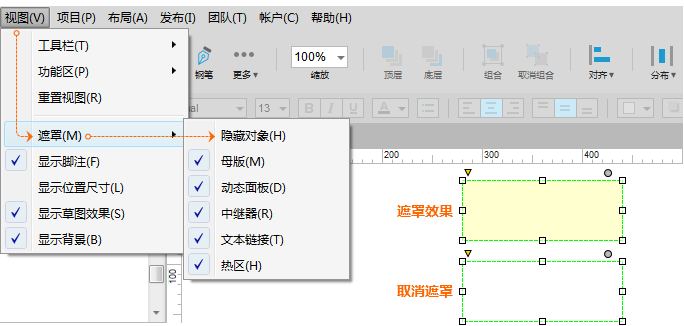 视图(V) 项目(P) 布局(A) 发布(I) 团队(T) 帐户(C) 帮助(H)
工具栏(T)
功能区(P)
重置视图(R)
遮罩(M)
显示脚注(F)
显示位置尺寸(L)
显示草图效果(S)
显示背景(B)
隐藏对象(H)
母版(M)
动态面板(D)
中继器(R)
文本链接(T)
热区(H)
钢笔 更多 100% 缩放 顶层 底层 组合 取消组合 对齐 分布
13 B I U A
200 300 400
100
遮罩效果
取消遮罩